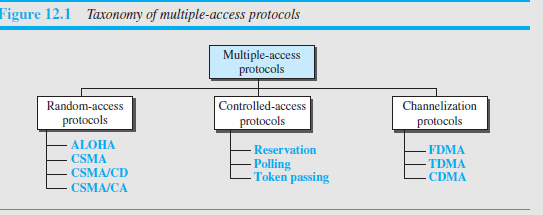 Figure 12.1 Taxonomy of multiple-access protocols
Multiple-access
protocols
Random-access
protocols
ALOHA
CSMA
CSMA/CD
CSMA/CA
Controlled-access
protocols
Reservation
Polling
Token passing
Channelization
protocols
FDMA
TDMA
CDMA